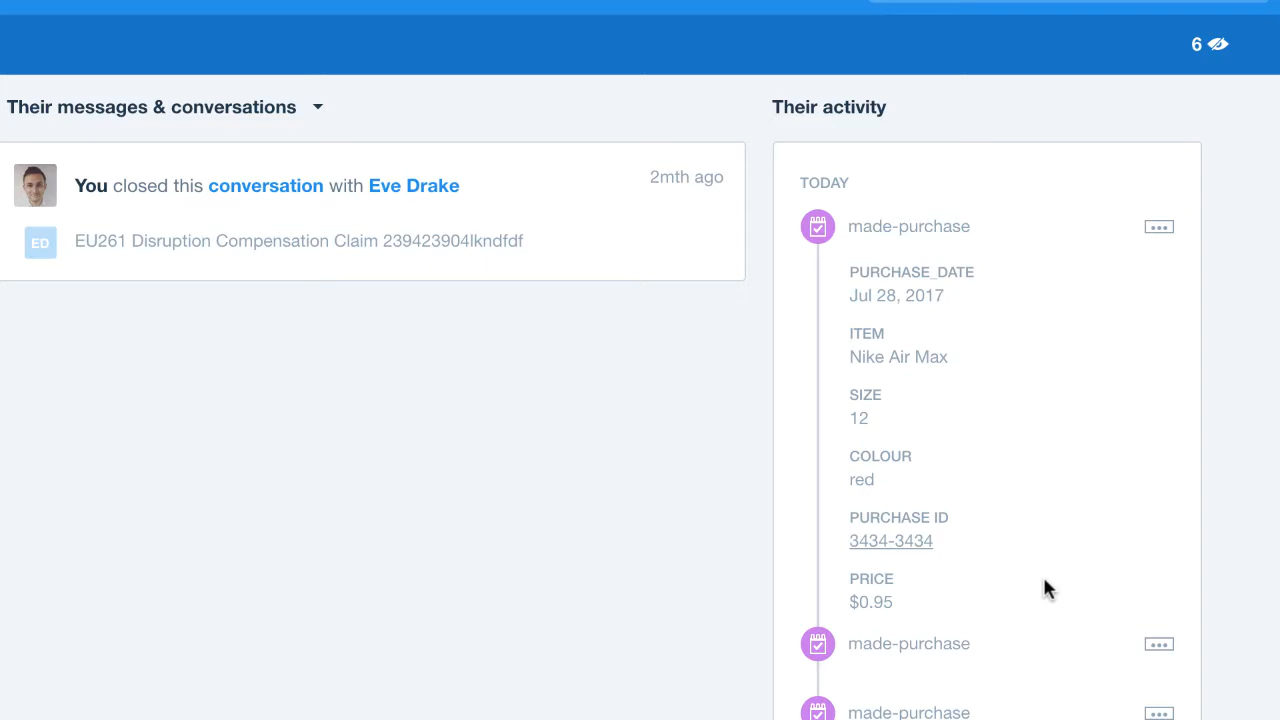 6
Their messages & conversations
Their activity
You closed this conversation with Eve Drake
2mth ago
ED
EU261 Disruption Compensation Claim 239423904lkndfdf
TODAY
made-purchase
PURCHASE_DATE
Jul 28, 2017
ITEM
Nike Air Max
SIZE
12
COLOUR
red
PURCHASE ID
3434-3434
PRICE
$0.95
made-purchase
made-purchase